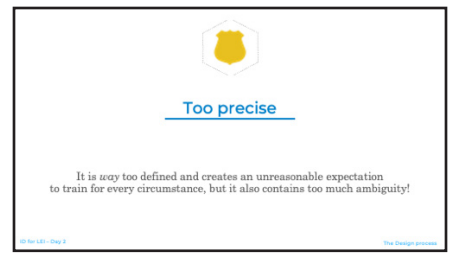 Too precise
It is way too defined and creates an unreasonable expectation
to train for every circumstance, but it also contains too much ambiguity!
ID for LEI - Day 2
The Design process